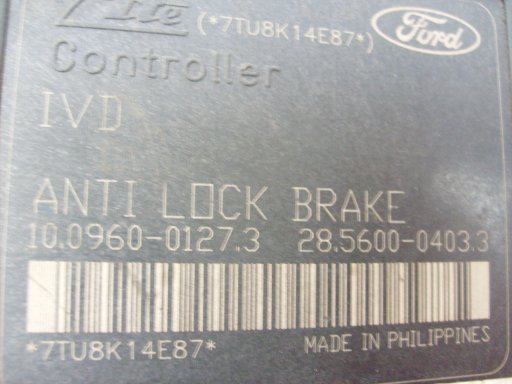 Ate (*7TU8K14E87*) Ford
Controller
IVD
ANTI LOCK BRAKE
10.0960-0127.3 28.5600-0403.3
*7TU8K14E87* MADE IN PHILIPPINES